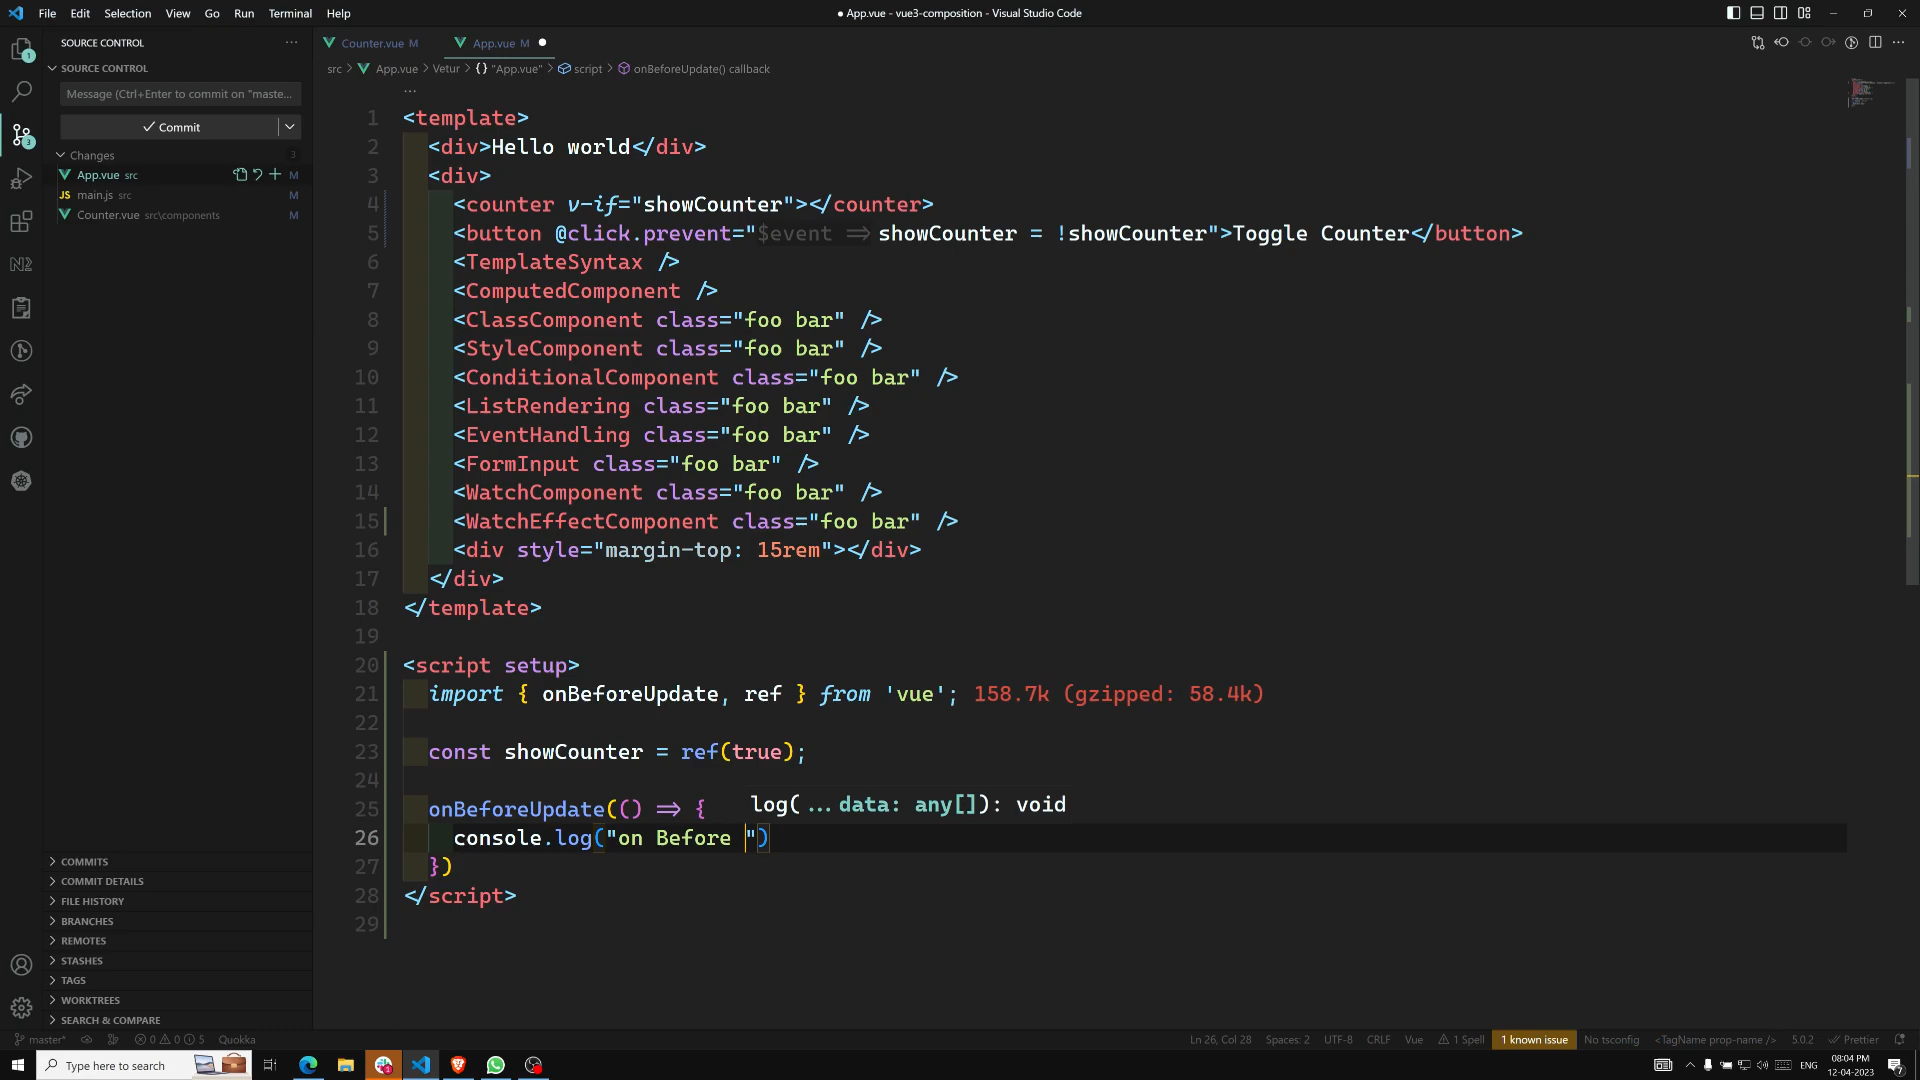 File Edit Selection View Go Run Terminal Help
● App.vue - vue3-composition - Visual Studio Code
SOURCE CONTROL
SOURCE CONTROL
Message (Ctrl+Enter to commit on "maste...
Commit
Changes 3
App.vue src M
main.js src M
Counter.vue src\components M
COMMITS
COMMIT DETAILS
FILE HISTORY
BRANCHES
REMOTES
STASHES
TAGS
WORKTREES
SEARCH & COMPARE
Counter.vue M
App.vue M
src > App.vue > Vetur > {} "App.vue" > script > onBeforeUpdate() callback
...
1 <template>
2 <div>Hello world</div>
3 <div>
4 <counter v-if="showCounter"></counter>
5 <button @click.prevent="$event => showCounter = !showCounter">Toggle Counter</button>
6 <TemplateSyntax />
7 <ComputedComponent />
8 <ClassComponent class="foo bar" />
9 <StyleComponent class="foo bar" />
10 <ConditionalComponent class="foo bar" />
11 <ListRendering class="foo bar" />
12 <EventHandling class="foo bar" />
13 <FormInput class="foo bar" />
14 <WatchComponent class="foo bar" />
15 <WatchEffectComponent class="foo bar" />
16 <div style="margin-top: 15rem"></div>
17 </div>
18 </template>
19
20 <script setup>
21 import { onBeforeUpdate, ref } from 'vue'; 158.7k (gzipped: 58.4k)
22
23 const showCounter = ref(true);
24
25 onBeforeUpdate(() => {
log(...data: any[]): void
26 console.log("on Before ")
27 })
28 </script>
29
master* 0 0 5 Quokka
Ln 26, Col 28 Spaces: 2 UTF-8 CRLF Vue 1 Spell 1 known issue No tsconfig <TagName prop-name /> 5.0.2 Prettier
Type here to search
ENG
08:04 PM
12-04-2023